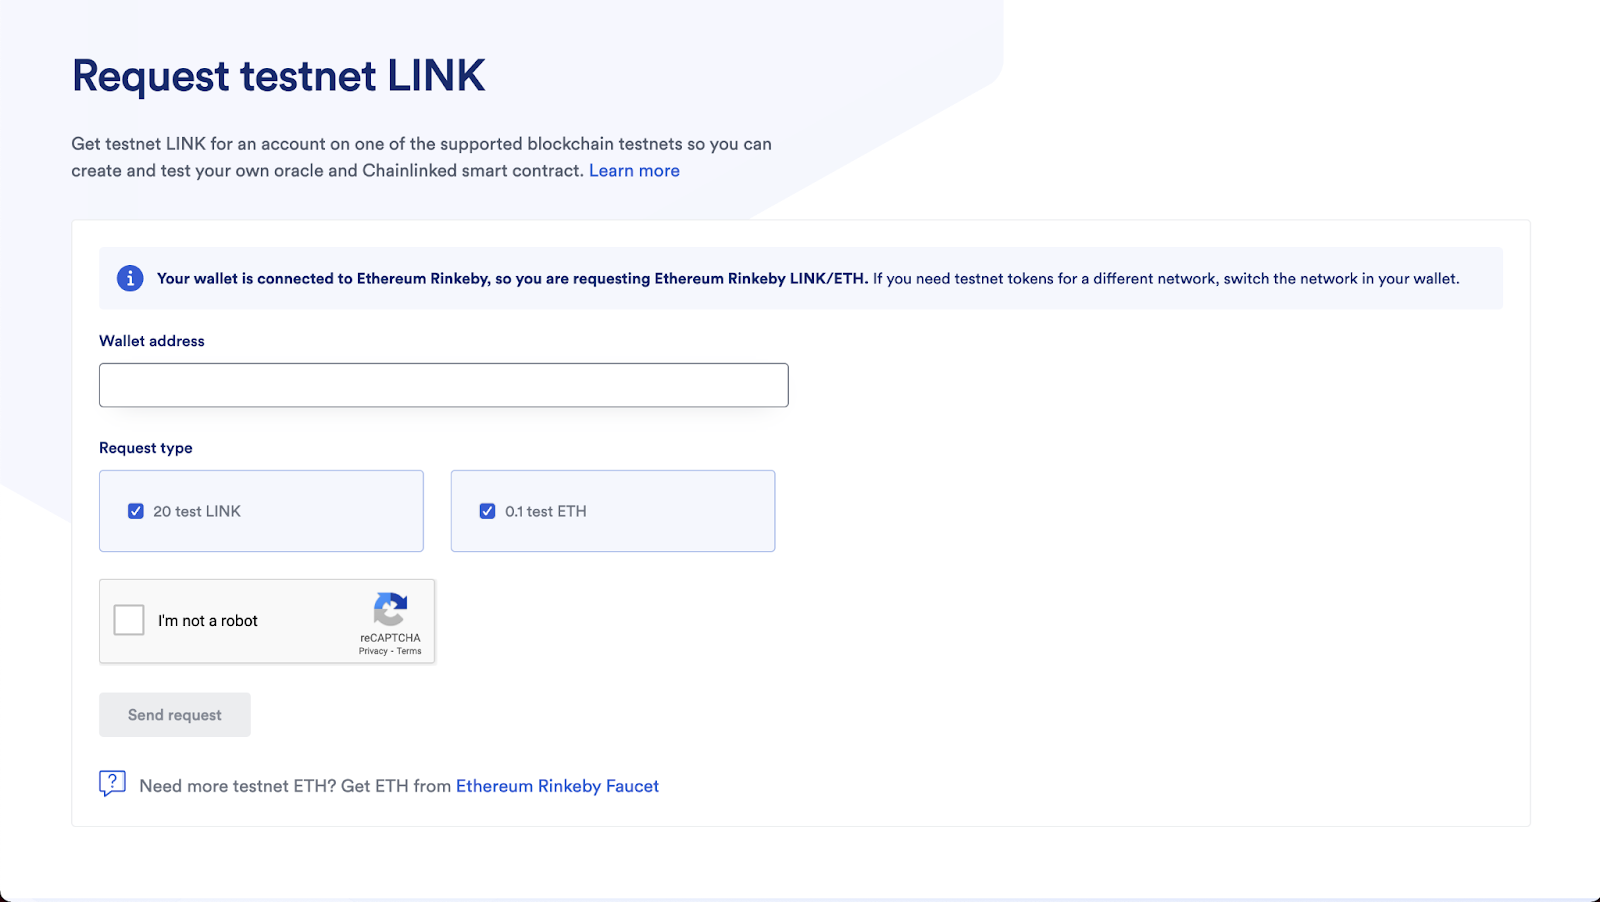 Request testnet LINK
Get testnet LINK for an account on one of the supported blockchain testnets so you can
create and test your own oracle and Chainlinked smart contract. Learn more
Your wallet is connected to Ethereum Rinkeby, so you are requesting Ethereum Rinkeby LINK/ETH. If you need testnet tokens for a different network, switch the network in your wallet.
Wallet address
Request type
20 test LINK
0.1 test ETH
I'm not a robot
reCAPTCHA
Privacy - Terms
Send request
Need more testnet ETH? Get ETH from Ethereum Rinkeby Faucet